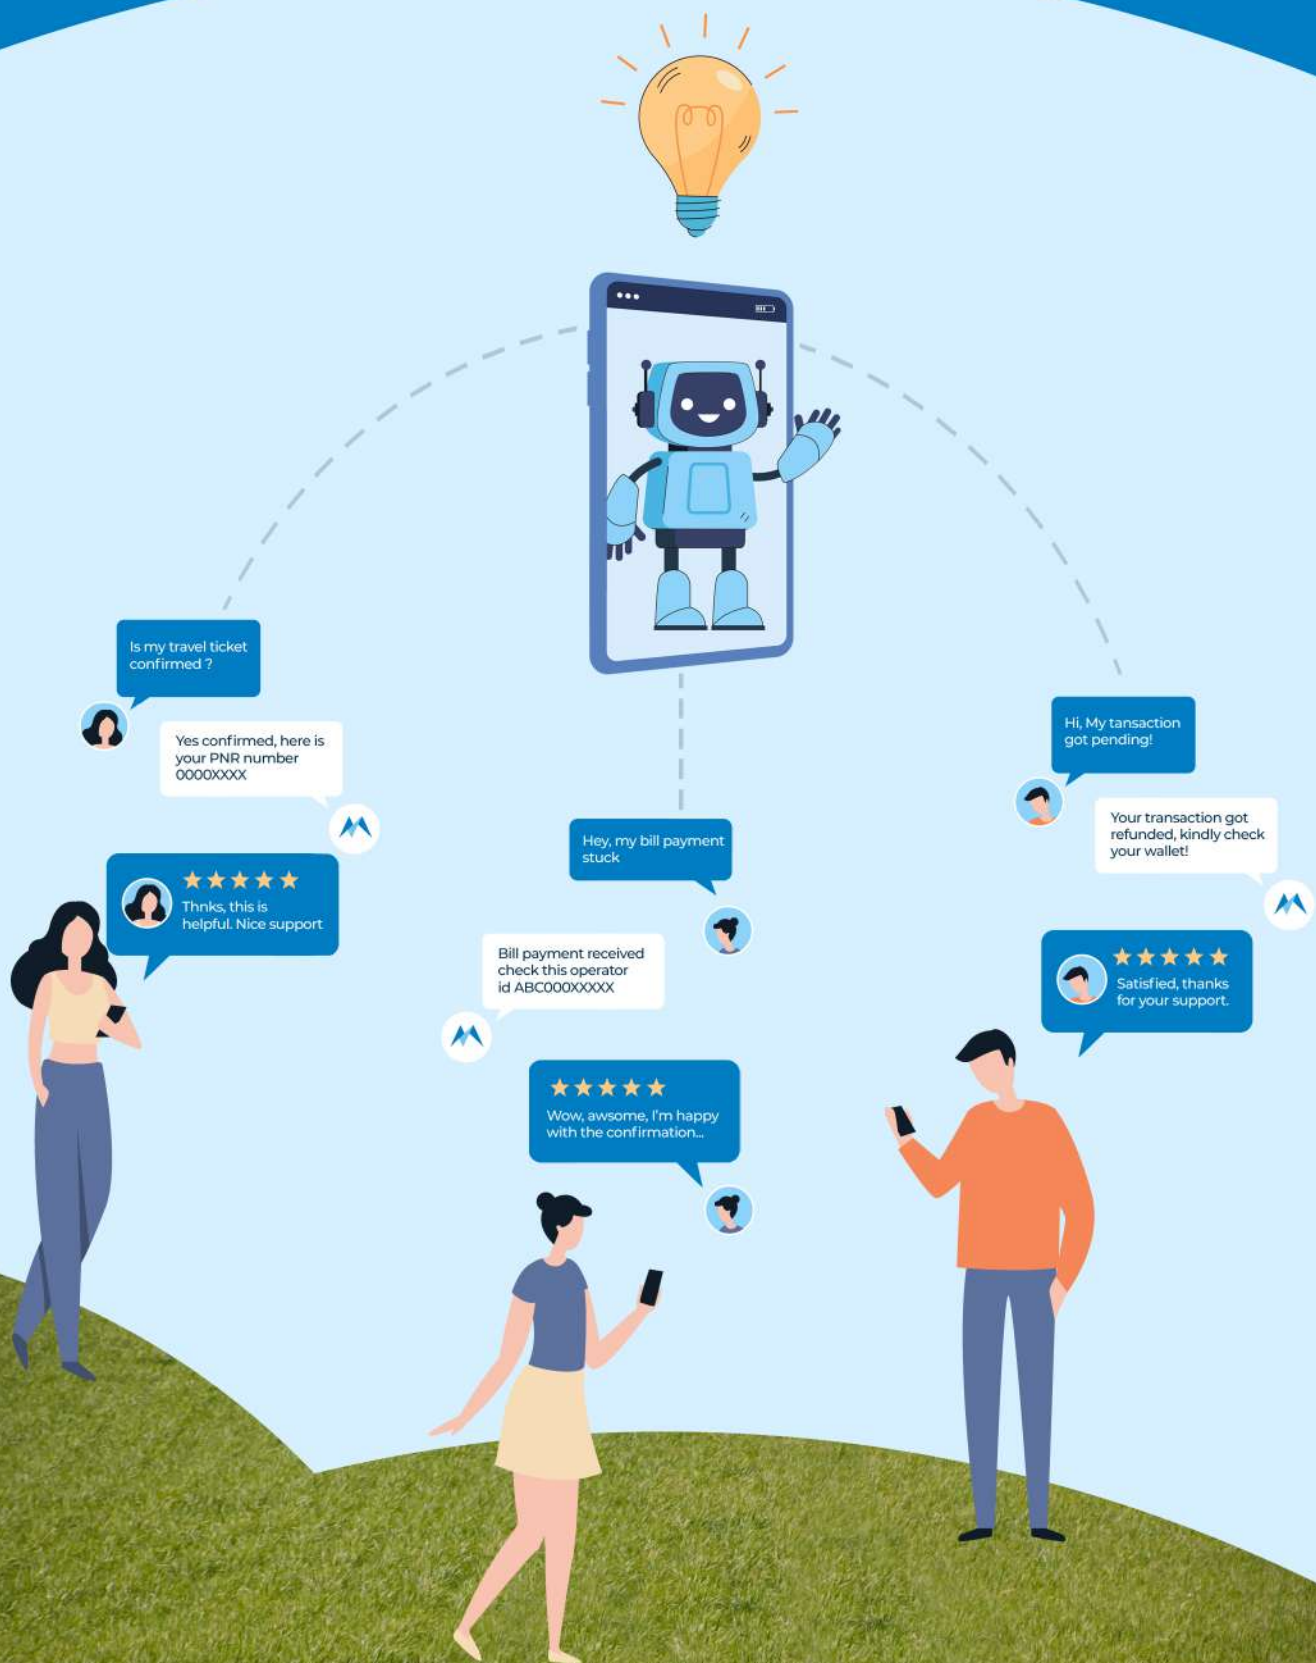 Is my travel ticket
confirmed ?
Yes confirmed, here is
your PNR number
0000XXXX
Thnks, this is
helpful. Nice support
Hey, my bill payment
stuck
Bill payment received
check this operator
id ABC000XXXXX
Wow, awsome, I'm happy
with the confirmation...
Hi, My tansaction
got pending!
Your transaction got
refunded, kindly check
your wallet!
Satisfied, thanks
for your support.